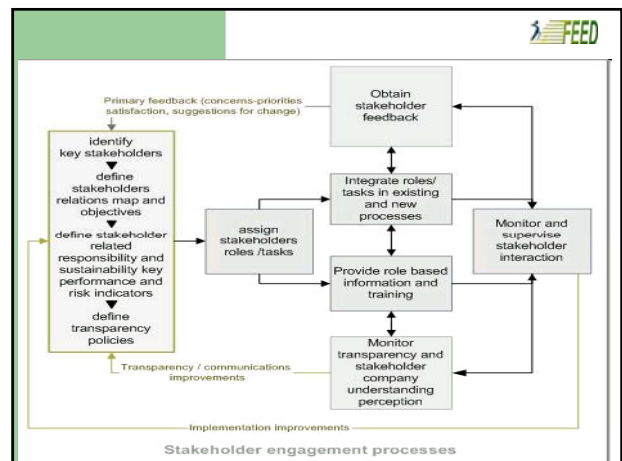 FEED
Primary feedback (concerns-priorities
satisfaction, suggestions for change)
Obtain
stakeholder
feedback
identify
key stakeholders
define
stakeholders
relations map and
objectives
define stakeholder
related
responsibility and
sustainability key
performance and
risk indicators
define
transparency
policies
assign
stakeholders
roles /tasks
Integrate roles/
tasks in existing
and new
processes
Provide role based
information and
training
Monitor and
supervise
stakeholder
interaction
Monitor
transparency and
stakeholder
company
understanding
perception
Transparency / communications
improvements
Implementation improvements
Stakeholder engagement processes